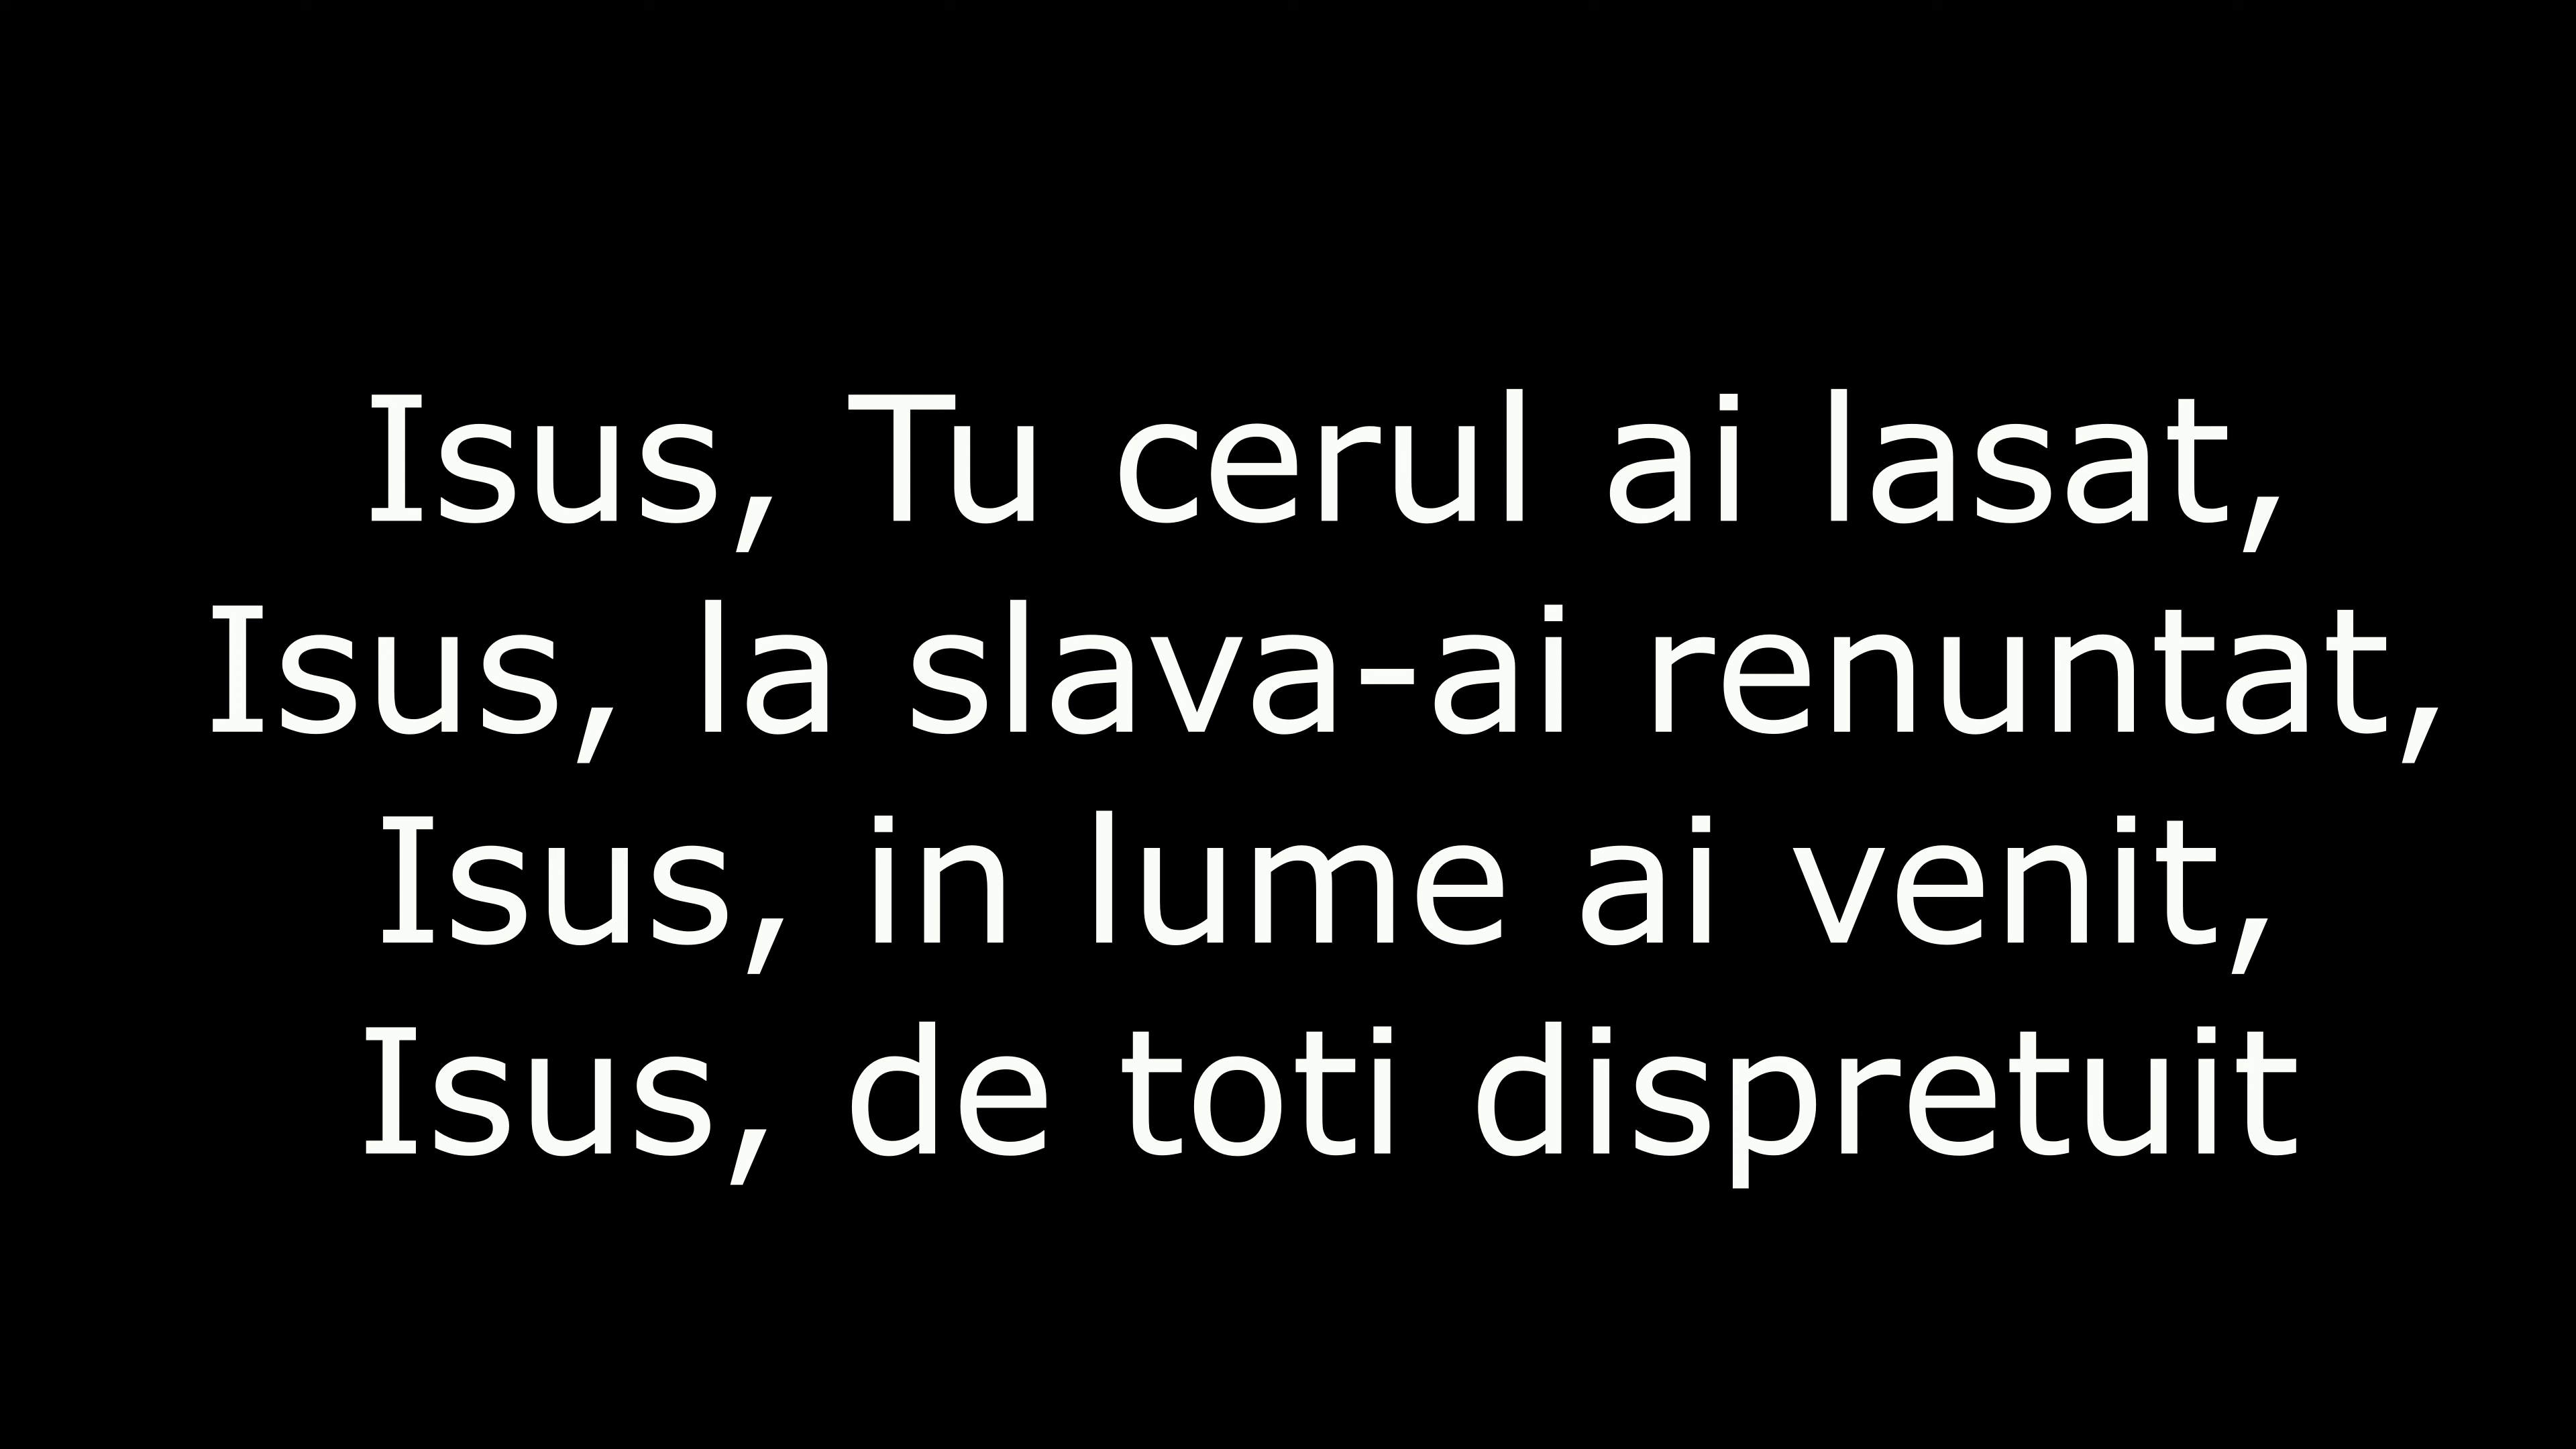 Isus, Tu cerul ai lasat,
Isus, la slava-ai renuntat,
Isus, in lume ai venit,
Isus, de toti dispretuit